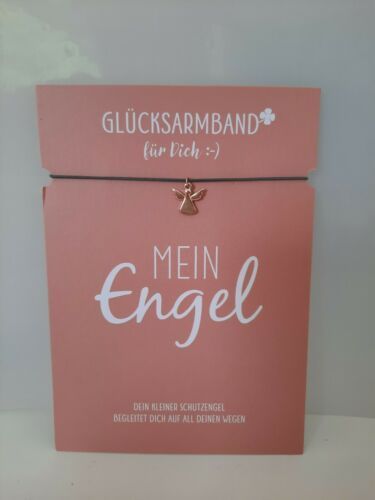 GLÜCKSARMBAND
für Dich :-)
MEIN
Engel
DEIN KLEINER SCHUTZENGEL
BEGLEITET DICH AUF ALL DEINEN WEGEN